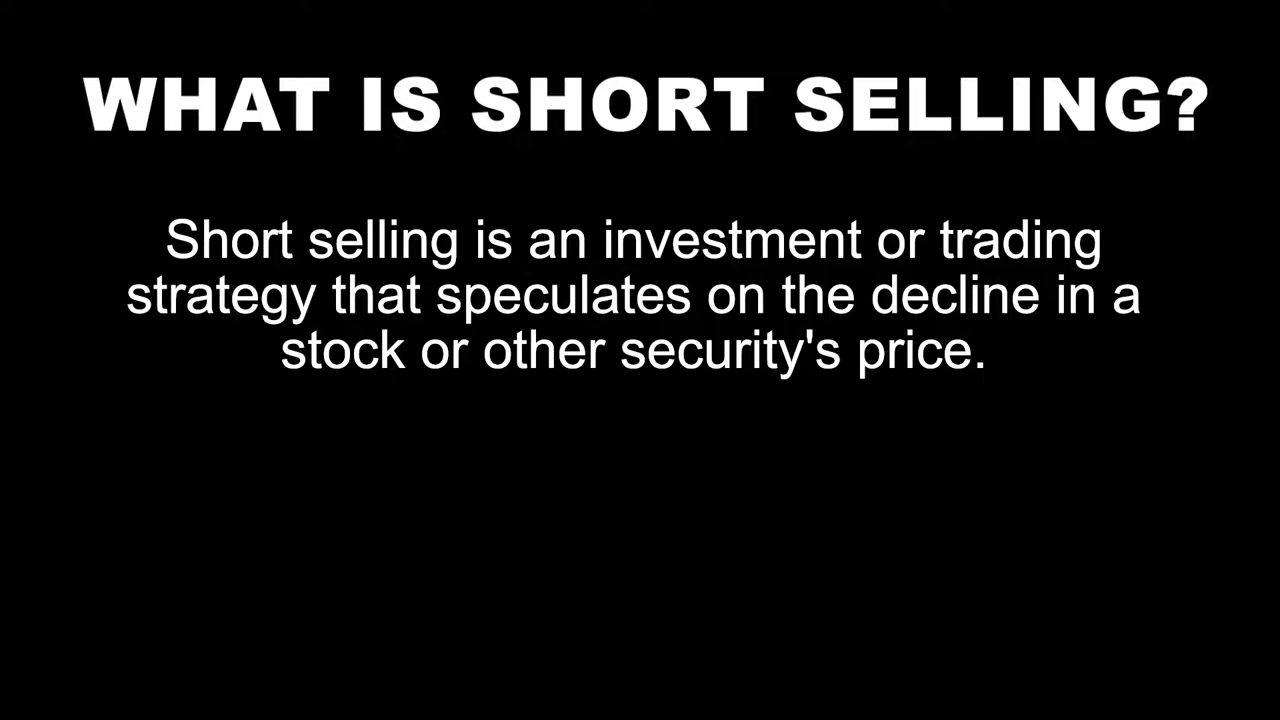 WHAT IS SHORT SELLING?
Short selling is an investment or trading
strategy that speculates on the decline in a
stock or other security's price.